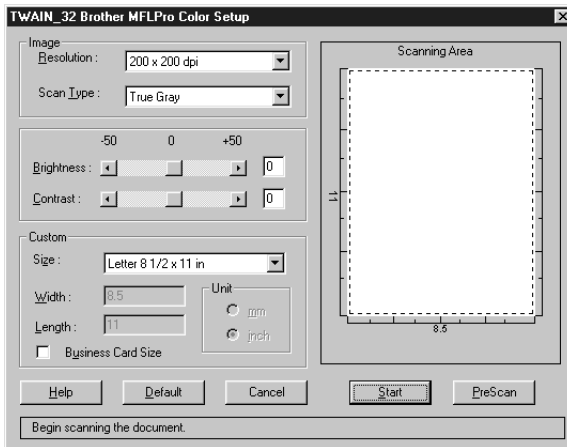 TWAIN_32 Brother MFLPro Color Setup
Image
Resolution : 200 x 200 dpi
Scan Type : True Gray
-50 0 +50
Brightness : 0
Contrast : 0
Custom
Size : Letter 8 1/2 x 11 in
Width : 8.5
Length : 11
Unit
mm
inch
Business Card Size
Scanning Area
11
8.5
Help Default Cancel Start PreScan
Begin scanning the document.